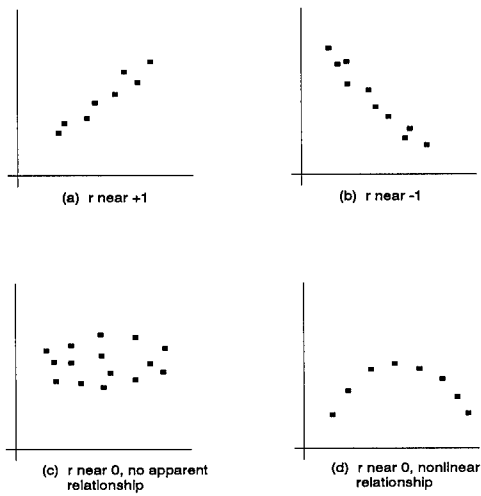 (a) r near +1
(b) r near -1
(c) r near 0, no apparent
relationship
(d) r near 0, nonlinear
relationship